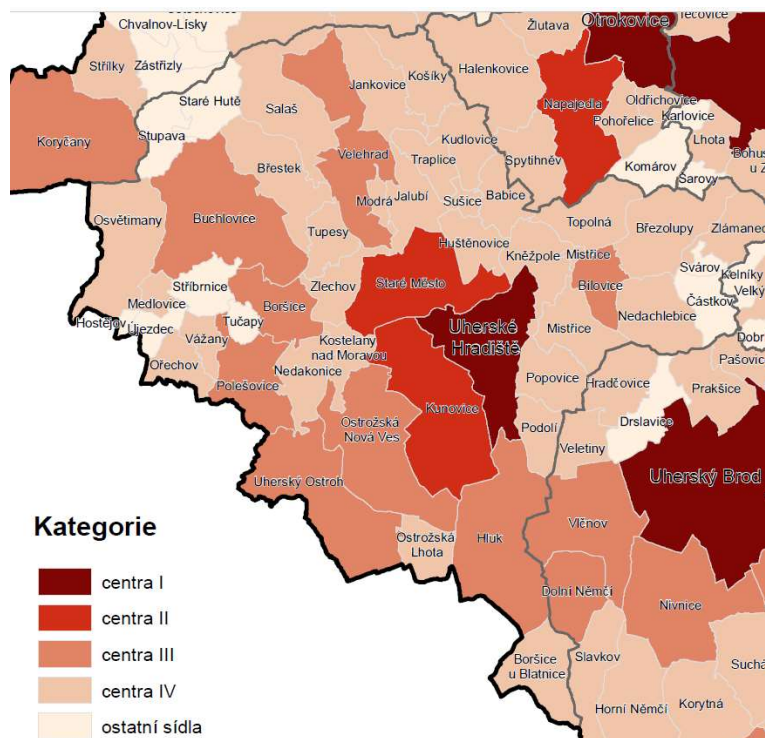 Chvalnov-Lísky
Žlutava
Otrokovice
Tečovice
Střílky
Zástřizly
Jankovice
Košíky
Halenkovice
Staré Hutě
Salaš
Napajedla
Oldřichovice
Karlovice
Koryčany
Stupava
Velehrad
Kudlovice
Pohořelice
Lhota
Traplice
Spytihněv
Komárov
Břestek
Šarovy
Modrá
Jalubí
Sušice
Babice
Osvětimany
Buchlovice
Tupesy
Topolná
Březolupy
Zlámanec
Huštěnovice
Kněžpole
Mistřice
Stříbrnice
Zlechov
Staré Město
Bílovice
Svárov
Kelníky
Velký
Medlovice
Boršice
Částkov
Hostějov
Újezdec
Tučapy
Uherské
Hradiště
Mistřice
Nedachlebice
Vážany
Kostelany
nad Moravou
Ořechov
Nedakonice
Popovice
Hradčovice
Pašovice
Polešovice
Kunovice
Prakšice
Ostrožská
Nová Ves
Podolí
Drslavice
Veletiny
Uherský Ostroh
Uherský Brod
Vlčnov
Ostrožská
Lhota
Hluk
Dolní Němčí
Nivnice
Boršice
u Blatnice
Slavkov
Horní Němčí
Korytná
Kategorie
centra I
centra II
centra III
centra IV
ostatní sídla